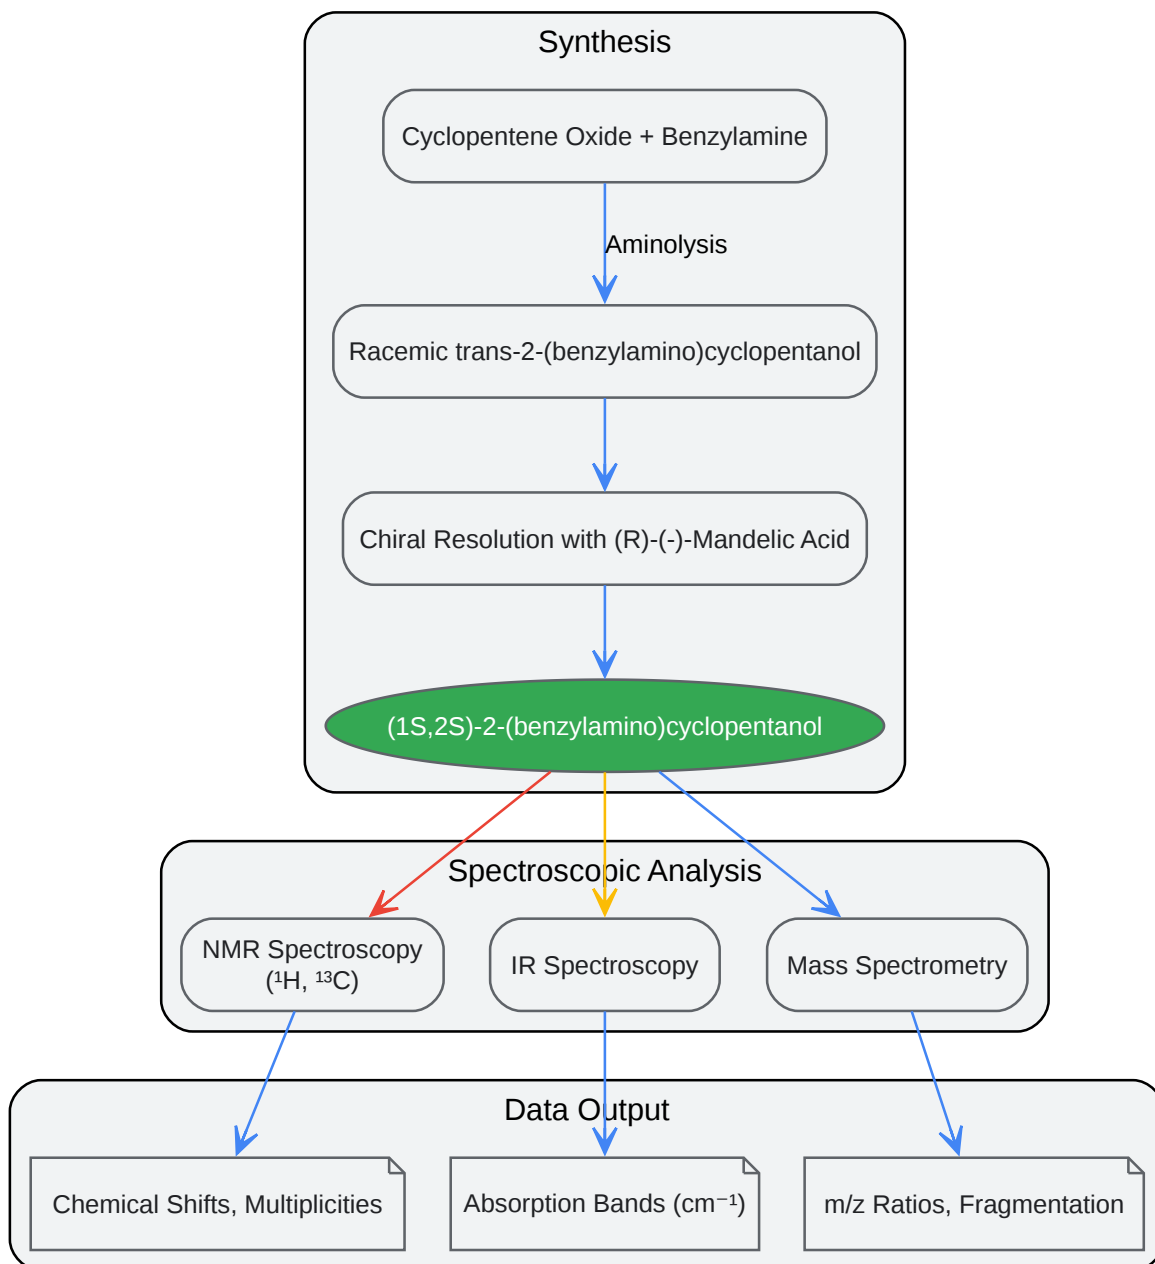 Synthesis
Cyclopentene Oxide + Benzylamine
Aminolysis
Racemic trans-2-(benzylamino)cyclopentanol
Chiral Resolution with (R)-(-)-Mandelic Acid
(1S,2S)-2-(benzylamino)cyclopentanol
Spectroscopic Analysis
NMR Spectroscopy
(¹H, ¹³C)
IR Spectroscopy
Mass Spectrometry
Data Output
Chemical Shifts, Multiplicities
Absorption Bands (cm⁻¹)
m/z Ratios, Fragmentation